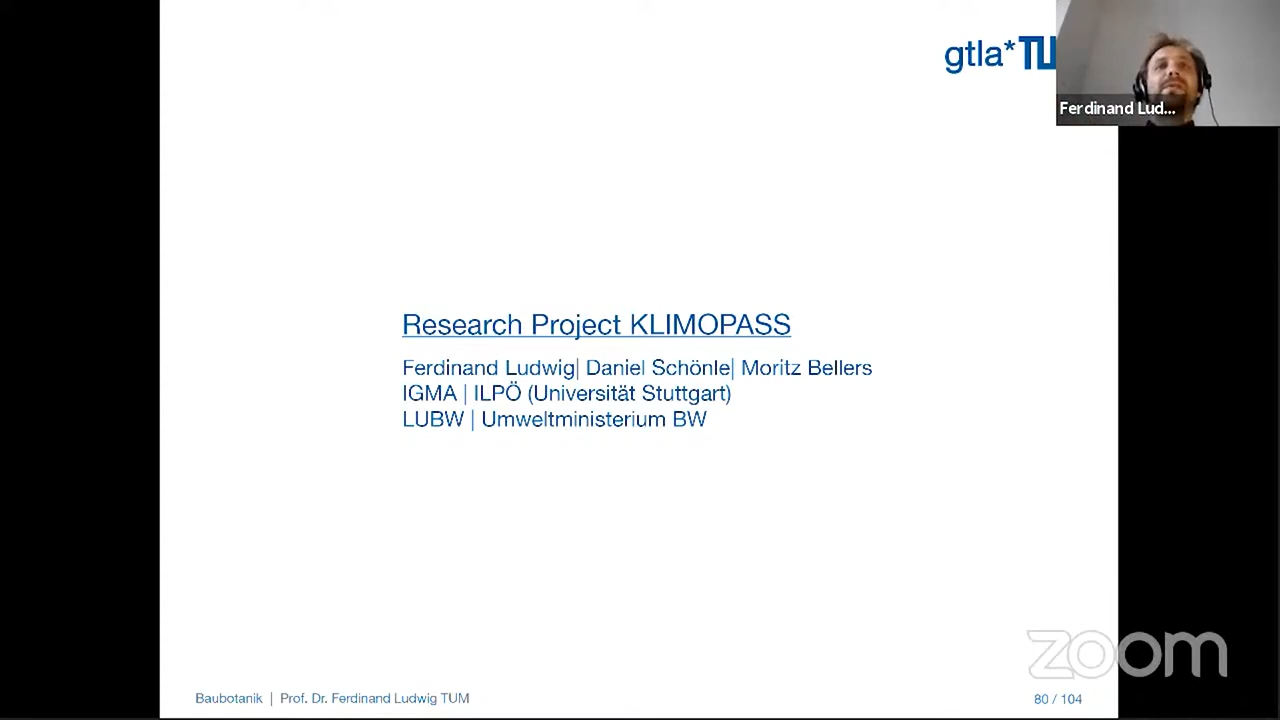 gtla* TU
Ferdinand Lud...
Research Project KLIMOPASS
Ferdinand Ludwig| Daniel Schönle| Moritz Bellers
IGMA | ILPÖ (Universität Stuttgart)
LUBW | Umweltministerium BW
zoom
Baubotanik | Prof. Dr. Ferdinand Ludwig TUM
80 / 104